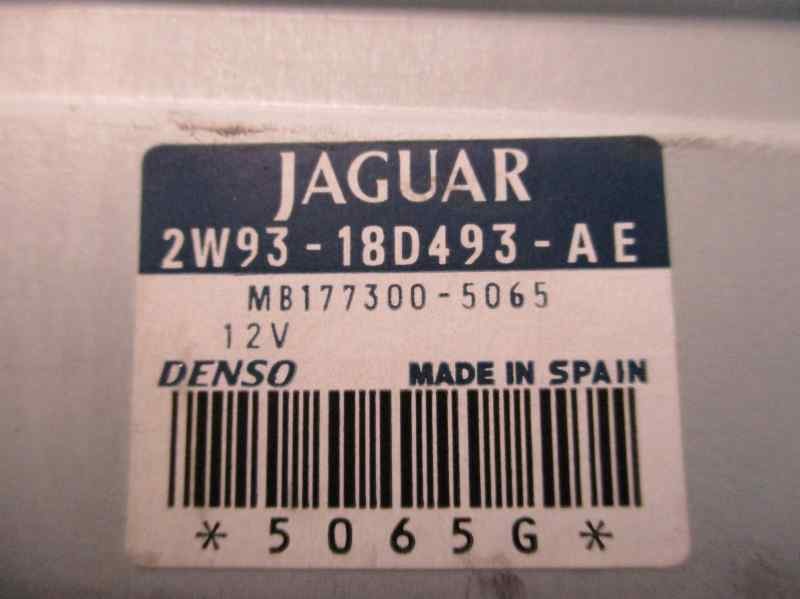 JAGUAR
2W93-18D493-AE
MB177300-5065
12V
DENSO MADE IN SPAIN
*5065G*